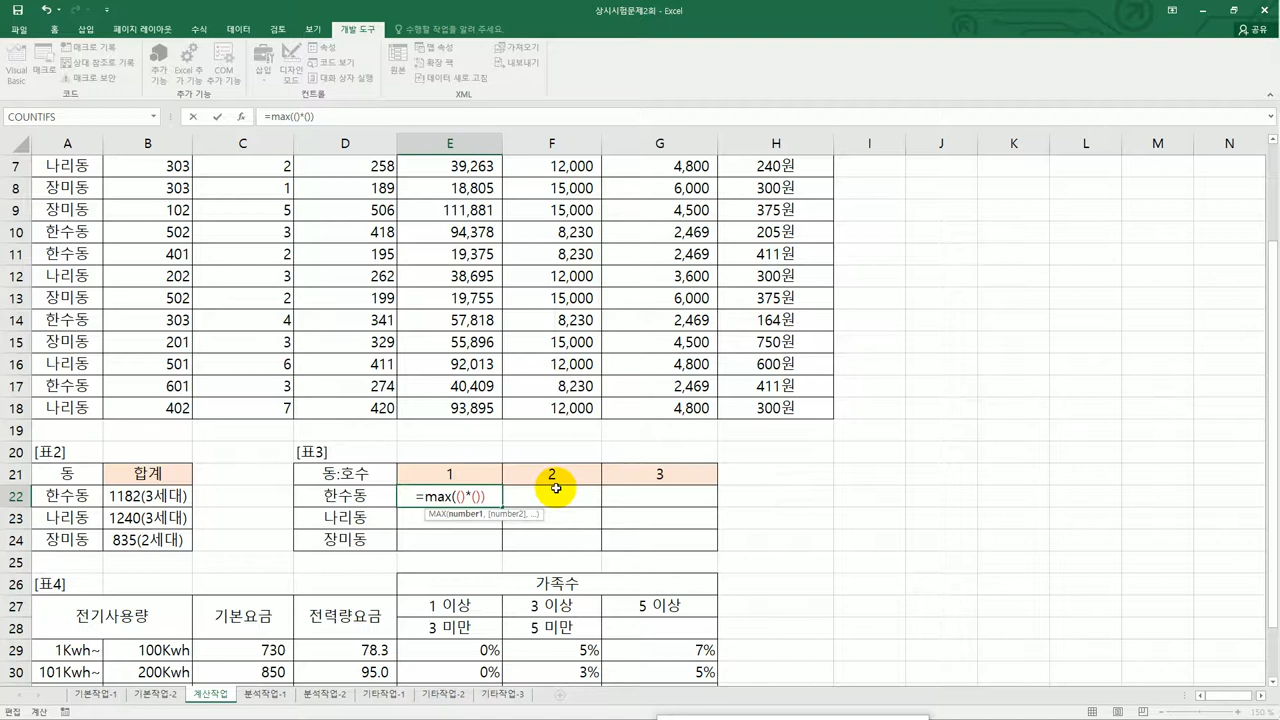 상시시험문제2회 - Excel
파일 홈 삽입 페이지 레이아웃 수식 데이터 검토 보기 개발 도구 수행할 작업을 알려 주세요. 공유
Visual Basic 매크로 매크로 기록 상대 참조로 기록 매크로 보안 추가 기능 Excel 추가 기능 COM 추가 기능 삽입 디자인 모드 속성 코드 보기 대화 상자 실행 원본 맵 속성 확장 팩 데이터 새로 고침 가져오기 내보내기
코드 추가 기능 컨트롤 XML
COUNTIFS =max(()*())
A B C D E F G H I J K L M N
7 나리동 303 2 258 39,263 12,000 4,800 240원
8 장미동 303 1 189 18,805 15,000 6,000 300원
9 장미동 102 5 506 111,881 15,000 4,500 375원
10 한수동 502 3 418 94,378 8,230 2,469 205원
11 한수동 401 2 195 19,375 8,230 2,469 411원
12 나리동 202 3 262 38,695 12,000 3,600 300원
13 장미동 502 2 199 19,755 15,000 6,000 375원
14 한수동 303 4 341 57,818 8,230 2,469 164원
15 장미동 201 3 329 55,896 15,000 4,500 750원
16 나리동 501 6 411 92,013 12,000 4,800 600원
17 한수동 601 3 274 40,409 8,230 2,469 411원
18 나리동 402 7 420 93,895 12,000 4,800 300원
19
20 [표2] [표3]
21 동 합계 동:호수 1 2 3
22 한수동 1182(3세대) 한수동 =max(()*())
MAX(number1, [number2], ...)
23 나리동 1240(3세대) 나리동
24 장미동 835(2세대) 장미동
25
26 [표4] 가족수
27 전기사용량 기본요금 전력량요금 1 이상 3 이상 5 이상
28 3 미만 5 미만
29 1Kwh~ 100Kwh 730 78.3 0% 5% 7%
30 101Kwh~ 200Kwh 850 95.0 0% 3% 5%
기본작업-1 기본작업-2 계산작업 분석작업-1 분석작업-2 기타작업-1 기타작업-2 기타작업-3
편집 계산 150 %